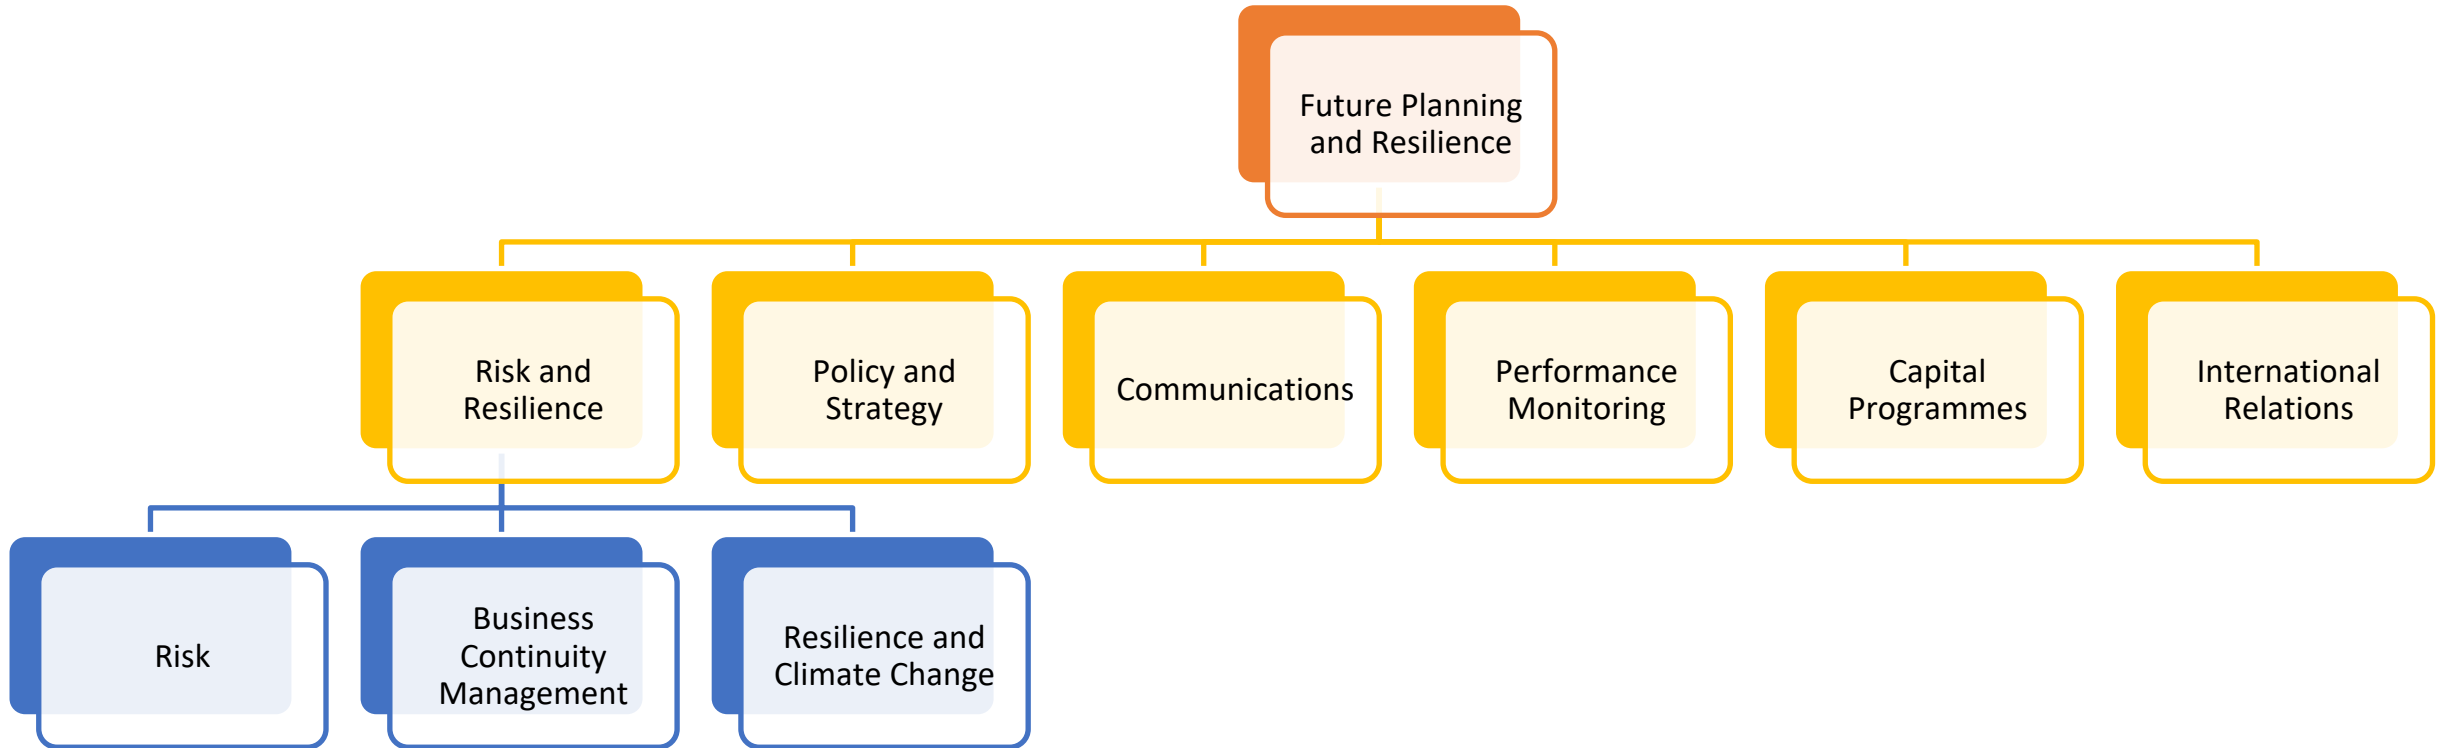 Future Planning
and Resilience
Risk and
Resilience
Policy and
Strategy
Communications
Performance
Monitoring
Capital
Programmes
International
Relations
Risk
Business
Continuity
Management
Resilience and
Climate Change